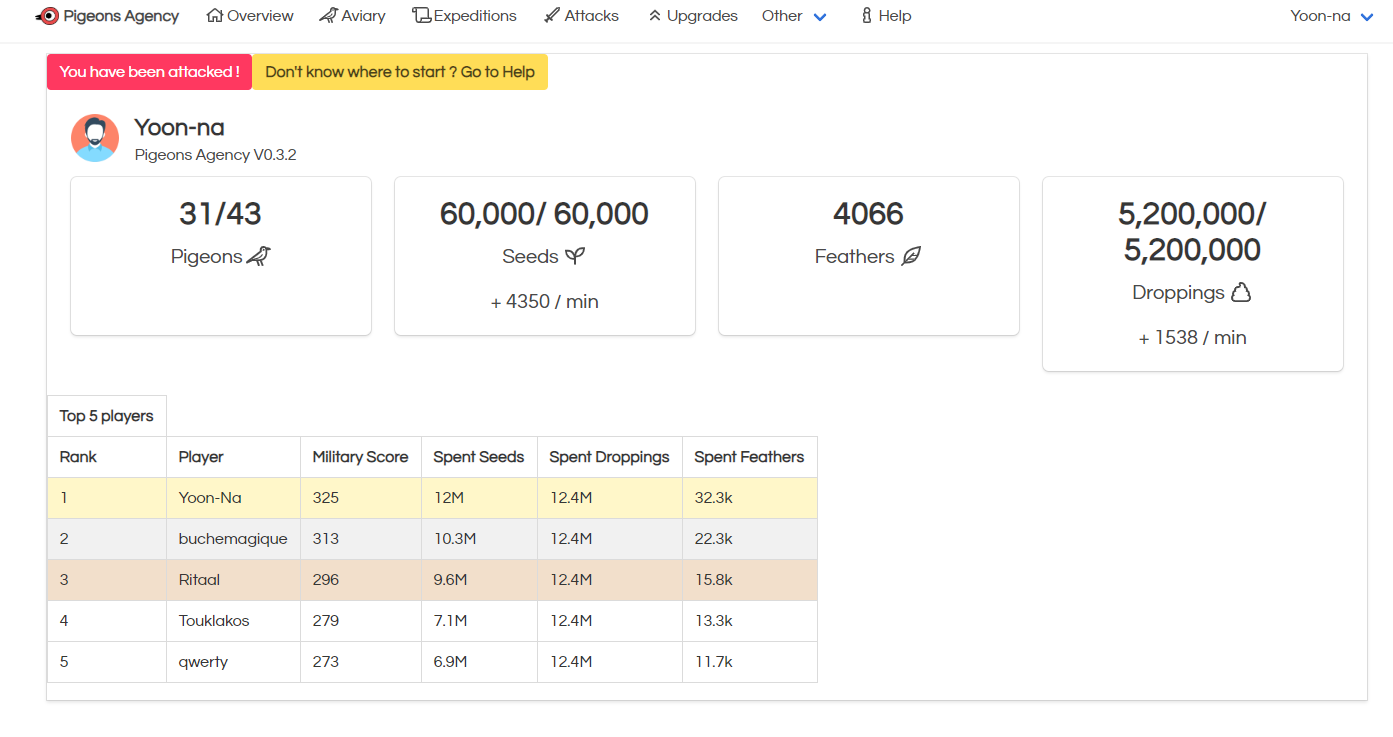 Pigeons Agency Overview Aviary Expeditions Attacks Upgrades Other Help Yoon-na
You have been attacked ! Don't know where to start ? Go to Help
Yoon-na
Pigeons Agency V0.3.2
31/43
Pigeons
60,000/ 60,000
Seeds
+ 4350 / min
4066
Feathers
5,200,000/
5,200,000
Droppings
+ 1538 / min
Top 5 players
Rank Player Military Score Spent Seeds Spent Droppings Spent Feathers
1 Yoon-Na 325 12M 12.4M 32.3k
2 buchemagique 313 10.3M 12.4M 22.3k
3 Ritaal 296 9.6M 12.4M 15.8k
4 Touklakos 279 7.1M 12.4M 13.3k
5 qwerty 273 6.9M 12.4M 11.7k